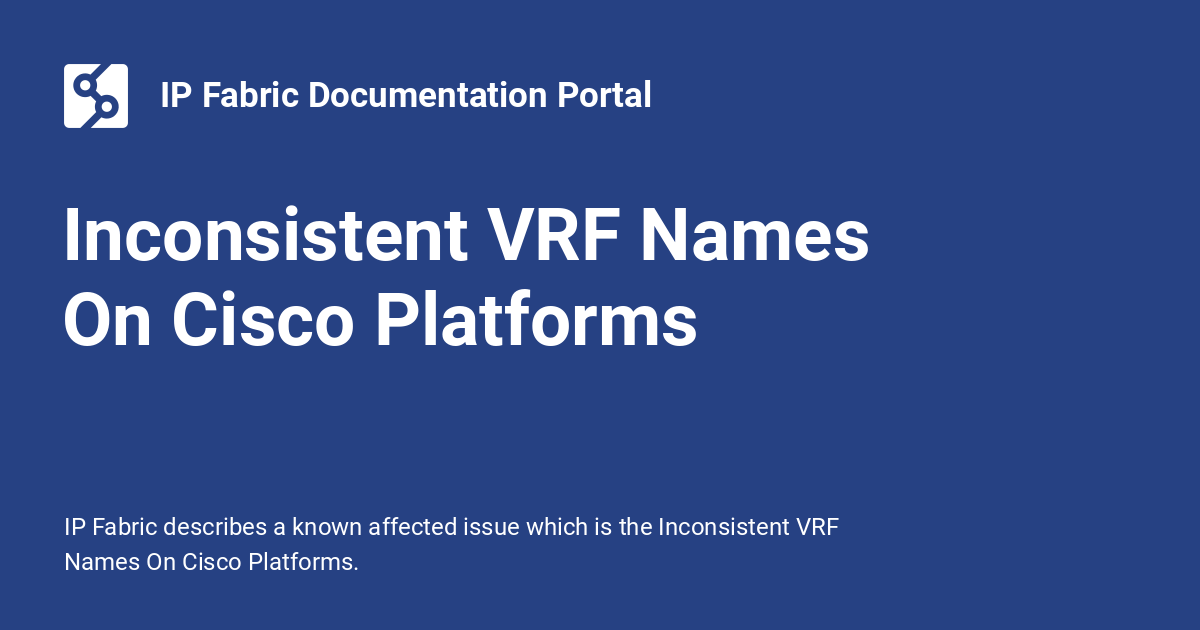 IP Fabric Documentation Portal
Inconsistent VRF Names
On Cisco Platforms
IP Fabric describes a known affected issue which is the Inconsistent VRF
Names On Cisco Platforms.